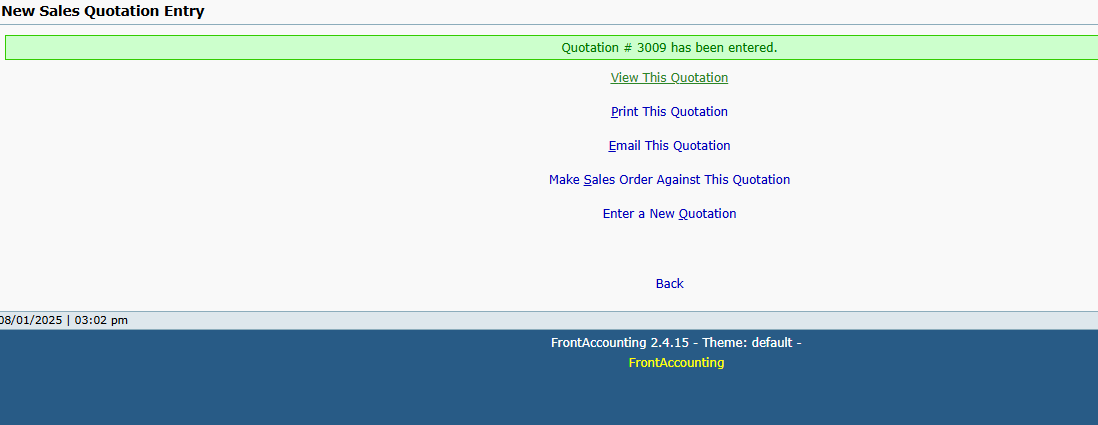 New Sales Quotation Entry
Quotation # 3009 has been entered.
View This Quotation
Print This Quotation
Email This Quotation
Make Sales Order Against This Quotation
Enter a New Quotation
Back
08/01/2025 | 03:02 pm
FrontAccounting 2.4.15 - Theme: default -
FrontAccounting